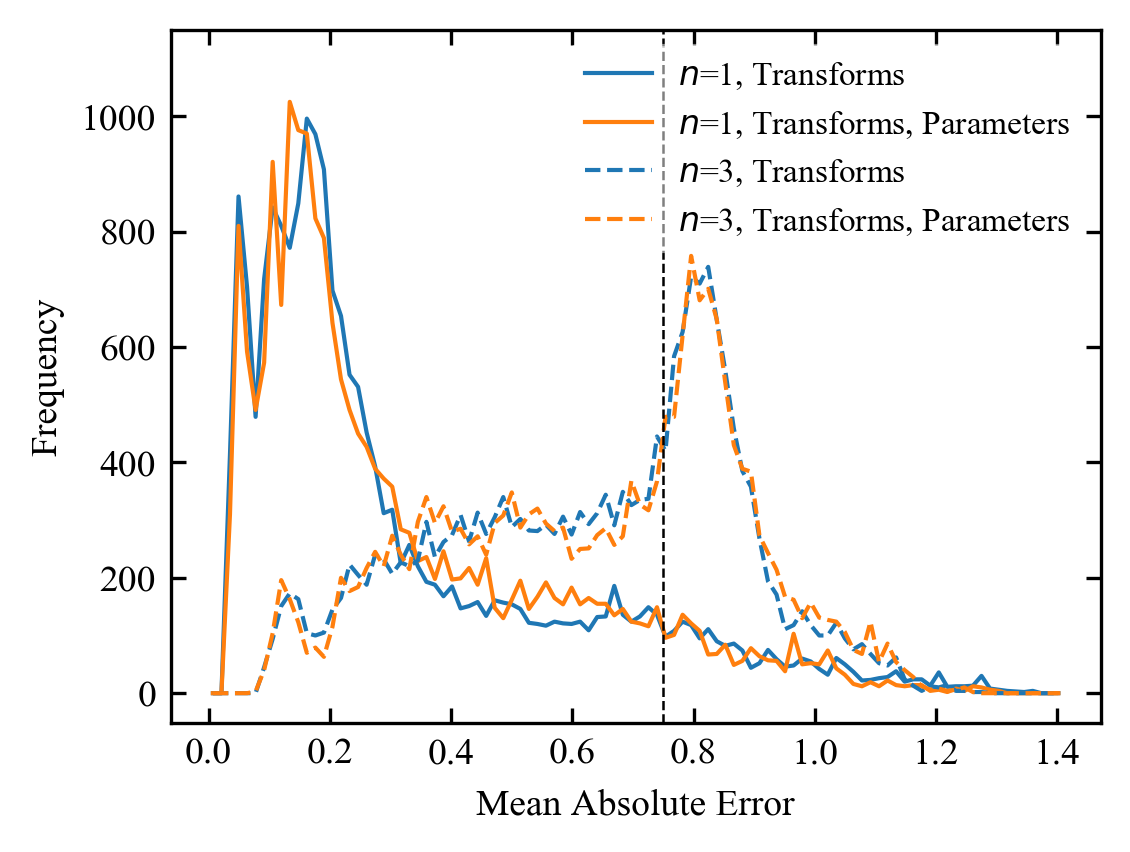 n=1, Transforms
n=1, Transforms, Parameters
n=3, Transforms
n=3, Transforms, Parameters
1000
800
600
400
200
0
Frequency
0.0 0.2 0.4 0.6 0.8 1.0 1.2 1.4
Mean Absolute Error